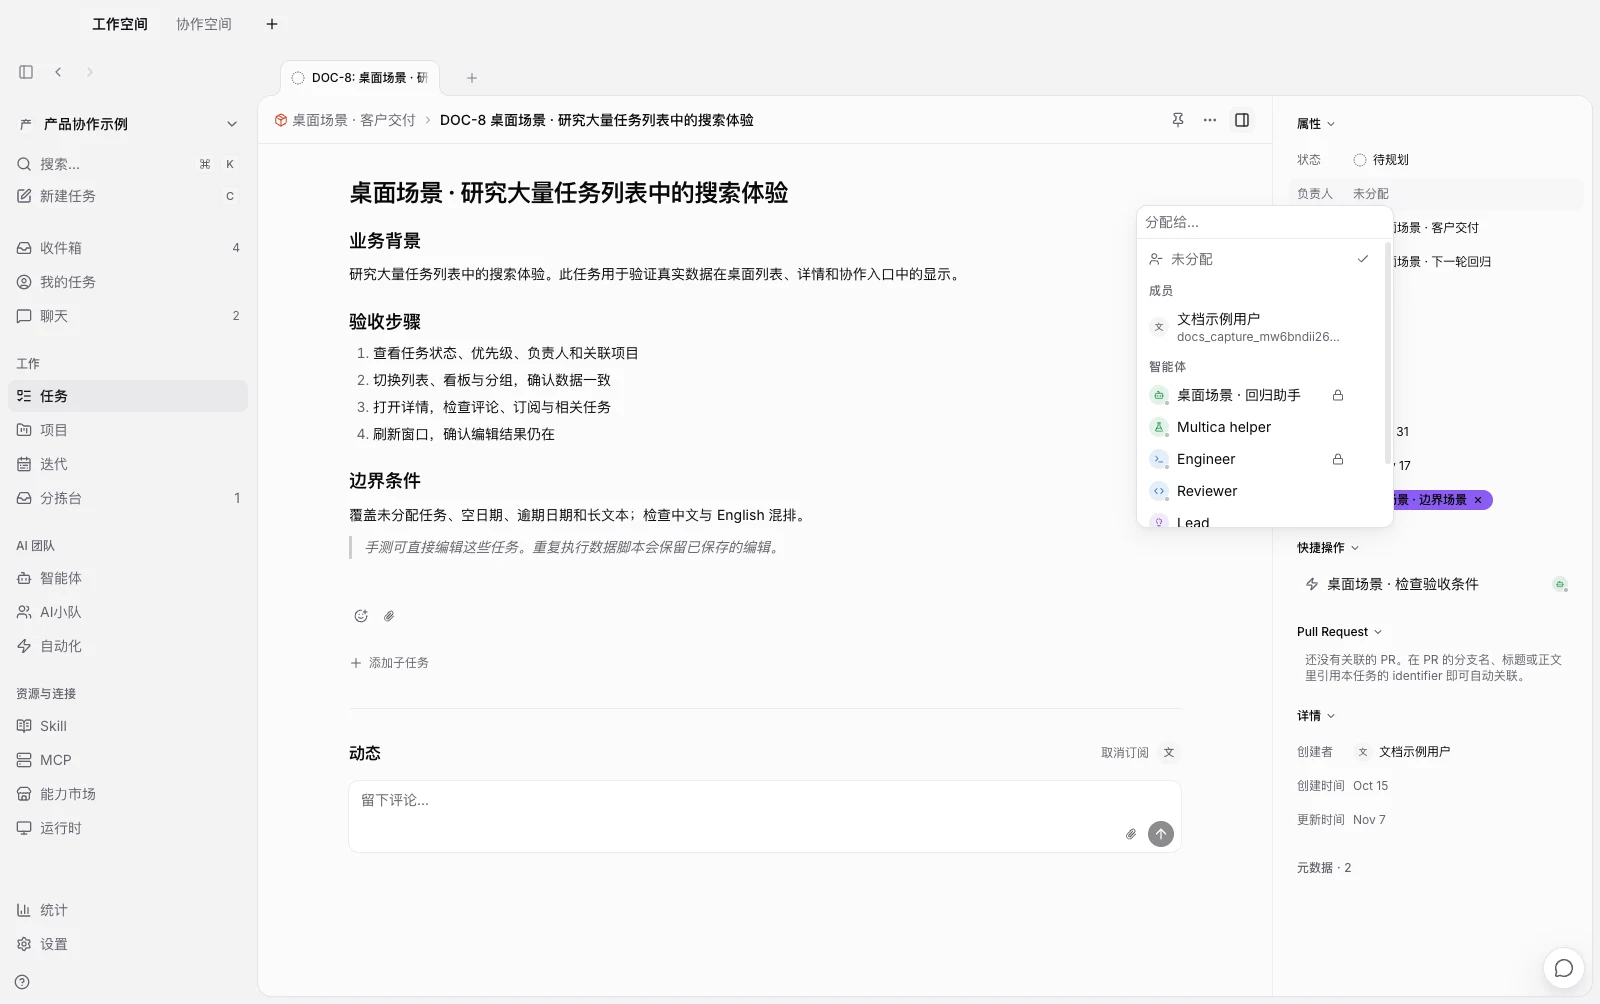 工作空间
协作空间
产品协作示例
搜索...
⌘ K
新建任务
C
收件箱
4
我的任务
聊天
2
工作
任务
项目
迭代
分拣台
1
AI 团队
智能体
AI小队
自动化
资源与连接
Skill
MCP
能力市场
运行时
统计
设置
DOC-8: 桌面场景 · 研
桌面场景 · 客户交付
DOC-8 桌面场景 · 研究大量任务列表中的搜索体验
桌面场景 · 研究大量任务列表中的搜索体验
业务背景
研究大量任务列表中的搜索体验。此任务用于验证真实数据在桌面列表、详情和协作入口中的显示。
验收步骤
1. 查看任务状态、优先级、负责人和关联项目
2. 切换列表、看板与分组，确认数据一致
3. 打开详情，检查评论、订阅与相关任务
4. 刷新窗口，确认编辑结果仍在
边界条件
覆盖未分配任务、空日期、逾期日期和长文本；检查中文与 English 混排。
手测可直接编辑这些任务。重复执行数据脚本会保留已保存的编辑。
添加子任务
动态
取消订阅
文
留下评论...
属性
状态
待规划
负责人
未分配
分配给...
未分配
成员
文
文档示例用户
docs_capture_mw6bndii26...
智能体
桌面场景 · 回归助手
Multica helper
Engineer
Reviewer
Lead
场景 · 客户交付
场景 · 下一轮回归
31
17
景 · 边界场景
快捷操作
桌面场景 · 检查验收条件
Pull Request
还没有关联的 PR。在 PR 的分支名、标题或正文
里引用本任务的 identifier 即可自动关联。
详情
创建者
文
文档示例用户
创建时间
Oct 15
更新时间
Nov 7
元数据 · 2